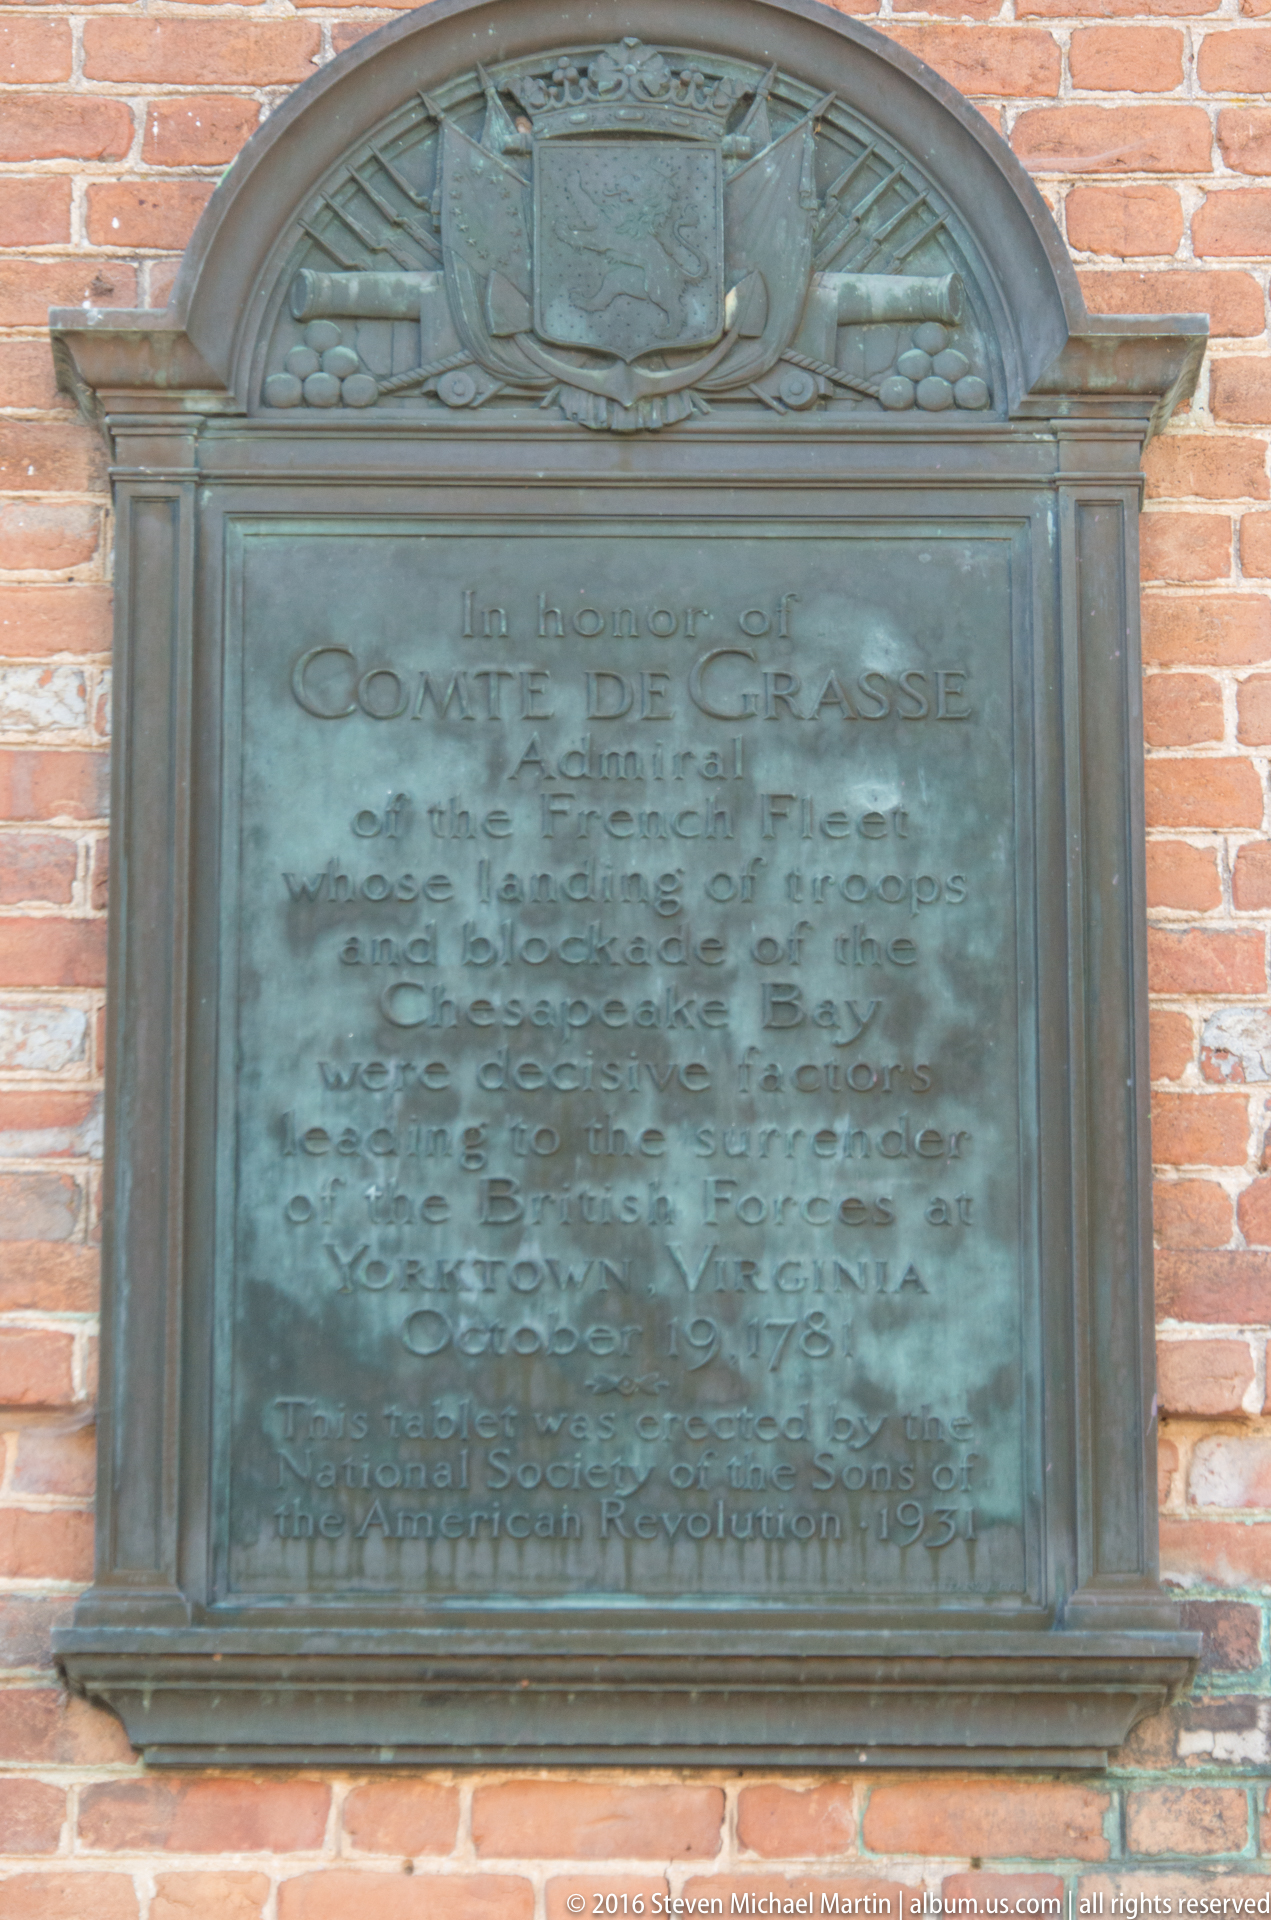 In honor of
COMTE DE GRASSE
Admiral
of the French Fleet
whose landing of troops
and blockade of the
Chesapeake Bay
were decisive factors
leading to the surrender
of the British Forces at
YORKTOWN, VIRGINIA
October 19, 1781
This tablet was erected by the
National Society of the Sons of
the American Revolution · 1931
© 2016 Steven Michael Martin | album.us.com | all rights reserved